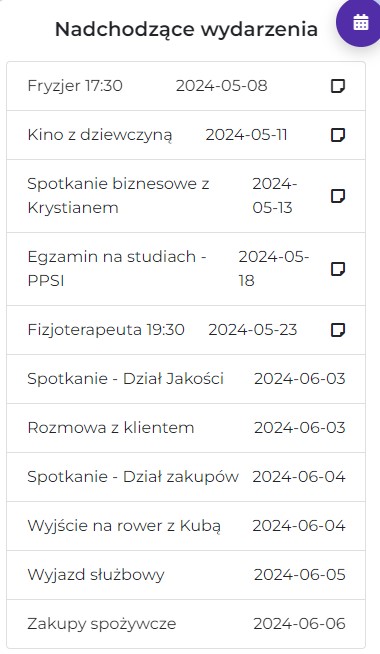 Nadchodzące wydarzenia
Fryzjer 17:30 2024-05-08
Kino z dziewczyną 2024-05-11
Spotkanie biznesowe z 2024-
Krystianem 05-13
Egzamin na studiach - 2024-05-
PPSI 18
Fizjoterapeuta 19:30 2024-05-23
Spotkanie - Dział Jakości 2024-06-03
Rozmowa z klientem 2024-06-03
Spotkanie - Dział zakupów 2024-06-04
Wyjście na rower z Kubą 2024-06-04
Wyjazd służbowy 2024-06-05
Zakupy spożywcze 2024-06-06